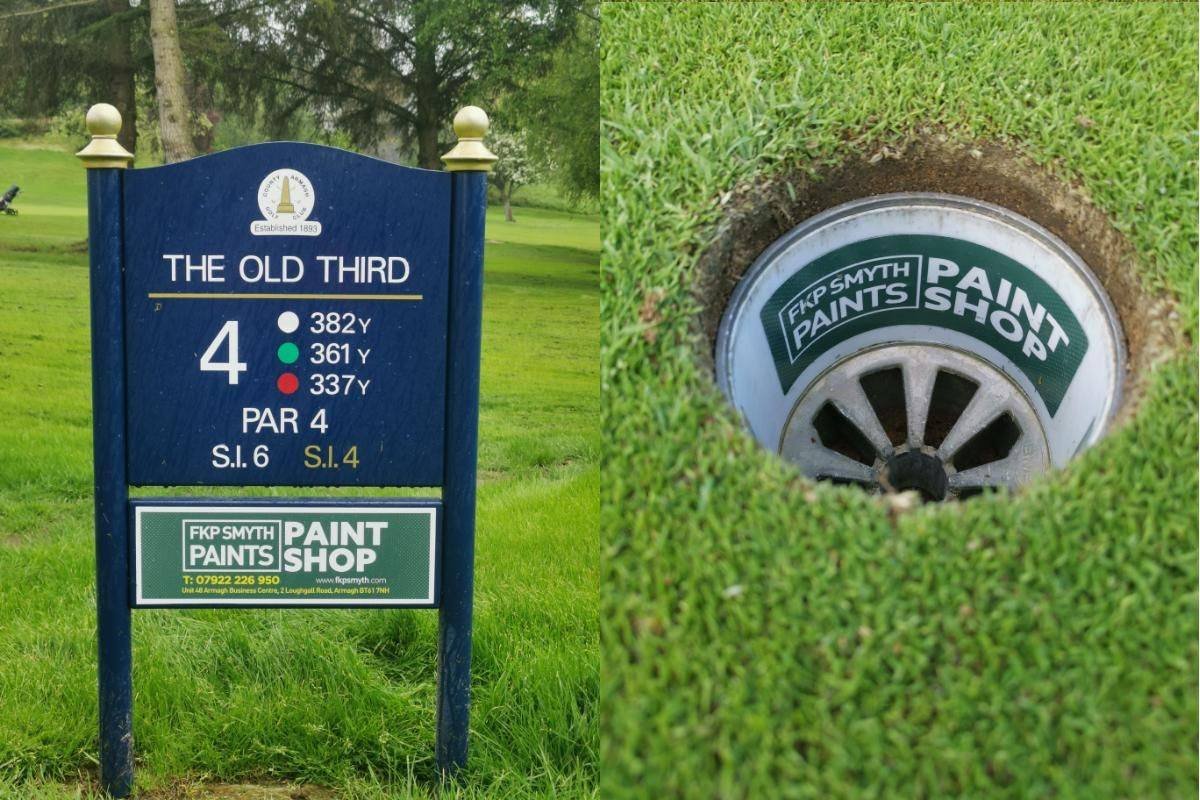 COUNTY ARMAGH
GOLF CLUB
Established 1893
THE OLD THIRD
4
382Y
361Y
337Y
PAR 4
S.I. 6 S.I. 4
FKP SMYTH
PAINTS
PAINT
SHOP
T: 07922 226 950 www.fkpsmyth.com
Unit 4B Armagh Business Centre, 2 Loughgall Road, Armagh BT61 7NH
FKP SMYTH
PAINTS
PAINT
SHOP